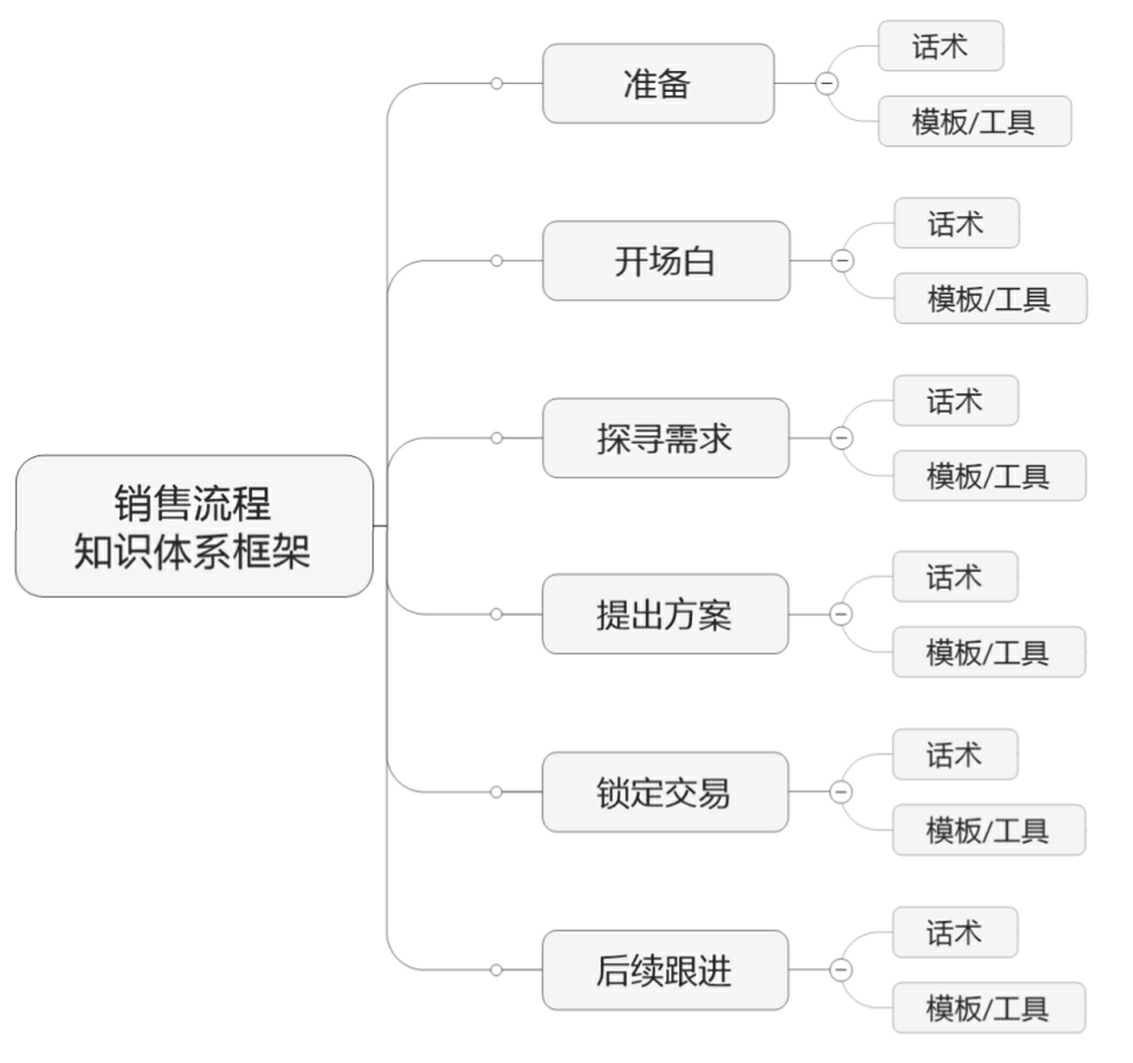 销售流程
知识体系框架
准备
话术
模板/工具
开场白
话术
模板/工具
探寻需求
话术
模板/工具
提出方案
话术
模板/工具
锁定交易
话术
模板/工具
后续跟进
话术
模板/工具